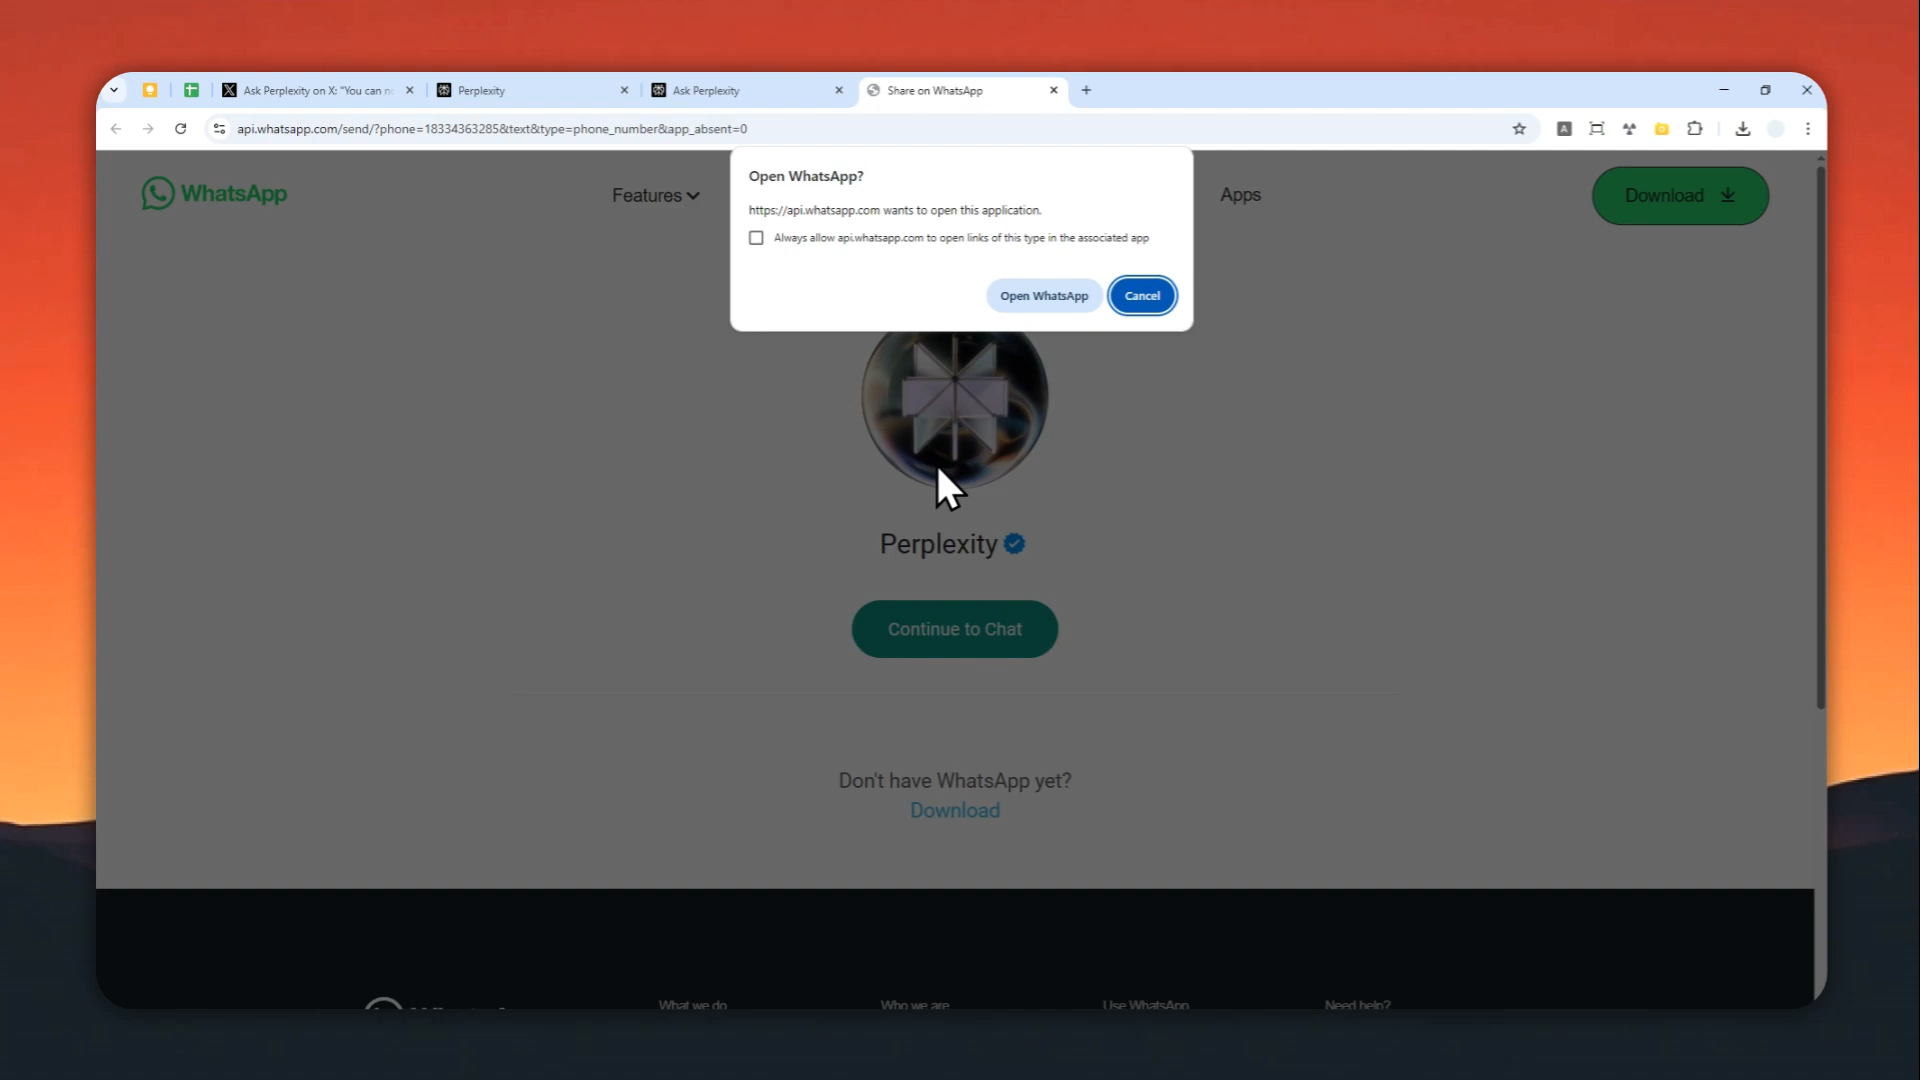 Ask Perplexity on X: "You can n
Perplexity
Ask Perplexity
Share on WhatsApp
api.whatsapp.com/send/?phone=18334363285&text&type=phone_number&app_absent=0
WhatsApp
Features
Apps
Download
Open WhatsApp?
https://api.whatsapp.com wants to open this application.
Always allow api.whatsapp.com to open links of this type in the associated app
Open WhatsApp
Cancel
Perplexity
Continue to Chat
Don't have WhatsApp yet?
Download
What we do
Who we are
Use WhatsApp
Need help?